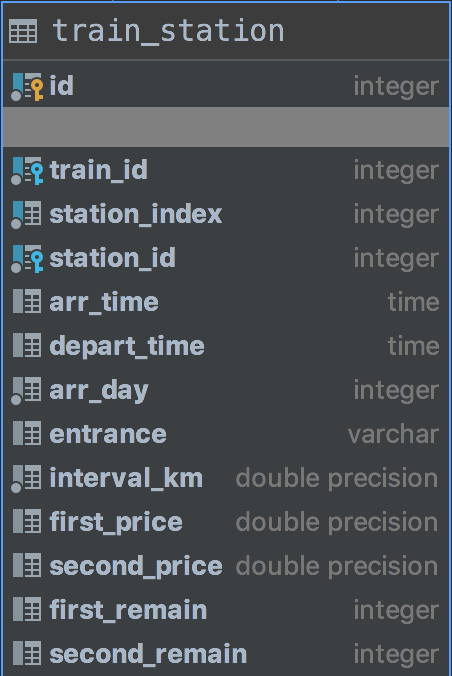 train_station
id integer
train_id integer
station_index integer
station_id integer
arr_time time
depart_time time
arr_day integer
entrance varchar
interval_km double precision
first_price double precision
second_price double precision
first_remain integer
second_remain integer